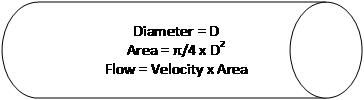 Diameter = D
Area = π/4 x D²
Flow = Velocity x Area